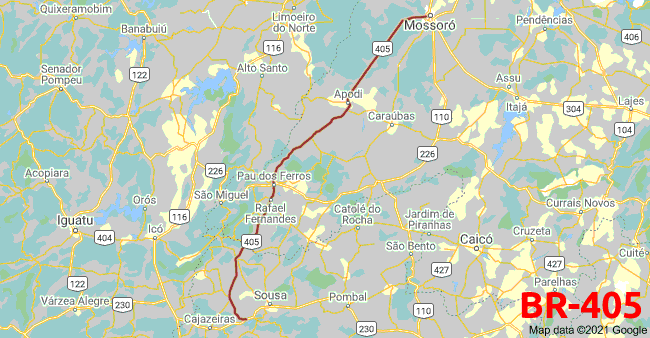 Quixeramobim
Limoeiro
do Norte
Mossoró
Pendências
Banabuiú
116
405
406
122
Senador
Pompeu
Alto Santo
Assu
Apodi
Itajá
304
Lajes
Caraúbas
110
104
122
226
226
Acopiara
Pau dos Ferros
São Miguel
Orós
Rafael
Fernandes
Catolé do
Rocha
Jardim de
Piranhas
Currais Novos
116
Iguatu
404
Icó
405
São Bento
Caicó
Cruzeta
Cuité
427
427
Parelhas
Várzea Alegre
230
Sousa
Pombal
110
Cajazeiras
230
BR-405
Map data ©2021 Google